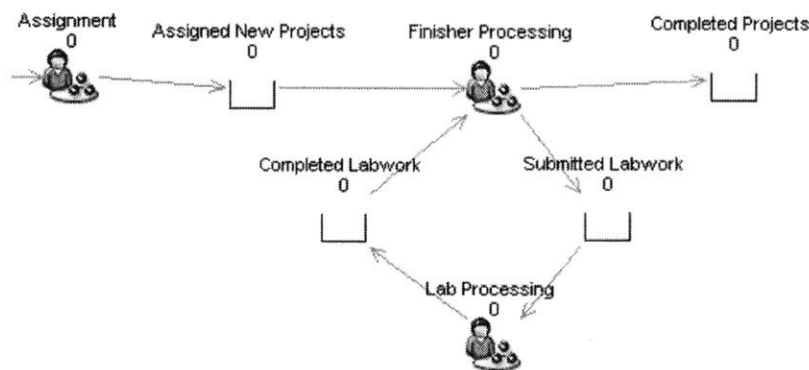 Assignment
0
Assigned New Projects
0
Finisher Processing
0
Completed Projects
0
Completed Labwork
0
Submitted Labwork
0
Lab Processing
0